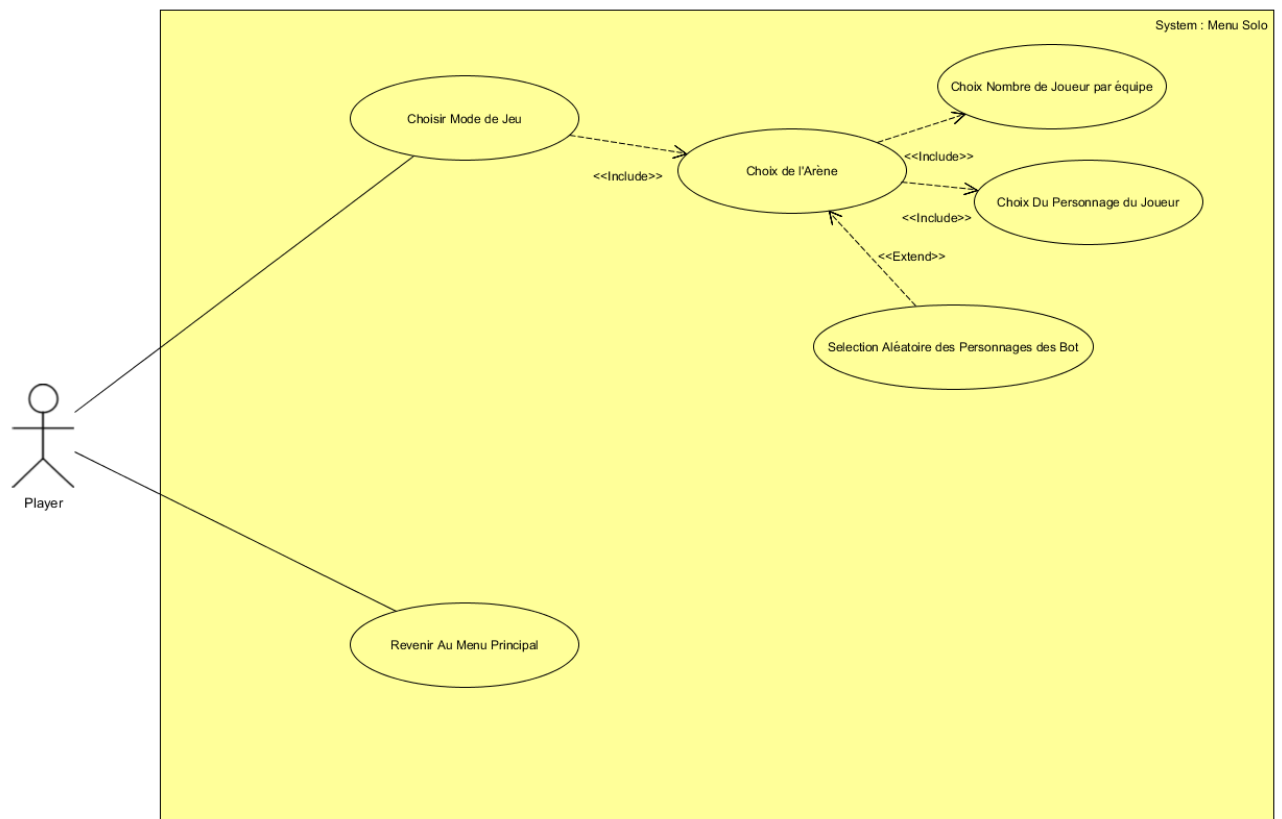 System : Menu Solo
Choix Nombre de Joueur par équipe
Choisir Mode de Jeu
<<Include>>
Choix de l'Arène
<<Include>>
Choix Du Personnage du Joueur
<<Include>>
<<Extend>>
Selection Aléatoire des Personnages des Bot
Player
Revenir Au Menu Principal